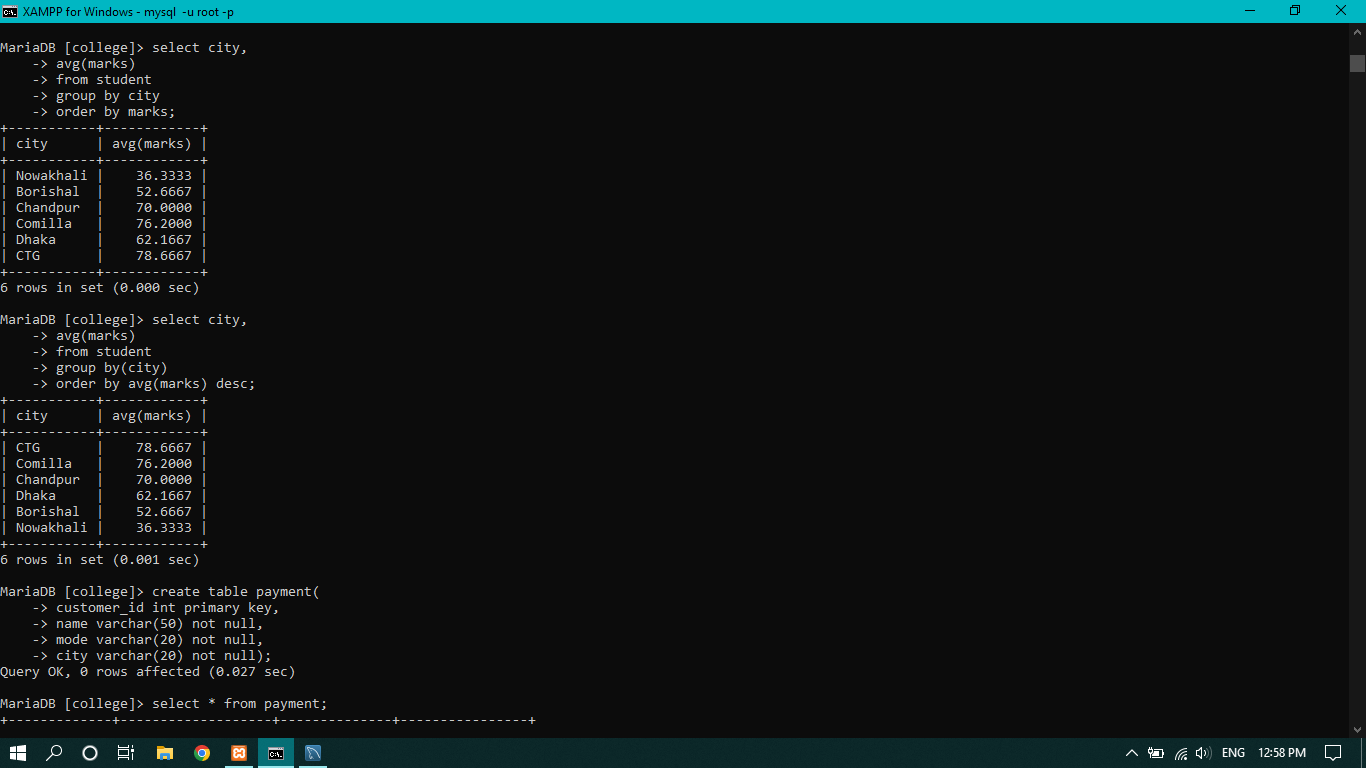 XAMPP for Windows - mysql -u root -p
MariaDB [college]> select city,
    -> avg(marks)
    -> from student
    -> group by city
    -> order by marks;
+-----------+------------+
| city      | avg(marks) |
+-----------+------------+
| Nowakhali |    36.3333 |
| Borishal  |    52.6667 |
| Chandpur  |    70.0000 |
| Comilla   |    76.2000 |
| Dhaka     |    62.1667 |
| CTG       |    78.6667 |
+-----------+------------+
6 rows in set (0.000 sec)
MariaDB [college]> select city,
    -> avg(marks)
    -> from student
    -> group by(city)
    -> order by avg(marks) desc;
+-----------+------------+
| city      | avg(marks) |
+-----------+------------+
| CTG       |    78.6667 |
| Comilla   |    76.2000 |
| Chandpur  |    70.0000 |
| Dhaka     |    62.1667 |
| Borishal  |    52.6667 |
| Nowakhali |    36.3333 |
+-----------+------------+
6 rows in set (0.001 sec)
MariaDB [college]> create table payment(
    -> customer_id int primary key,
    -> name varchar(50) not null,
    -> mode varchar(20) not null,
    -> city varchar(20) not null);
Query OK, 0 rows affected (0.027 sec)
MariaDB [college]> select * from payment;
+-------------+-------------------+--------------+----------------+
ENG 12:58 PM